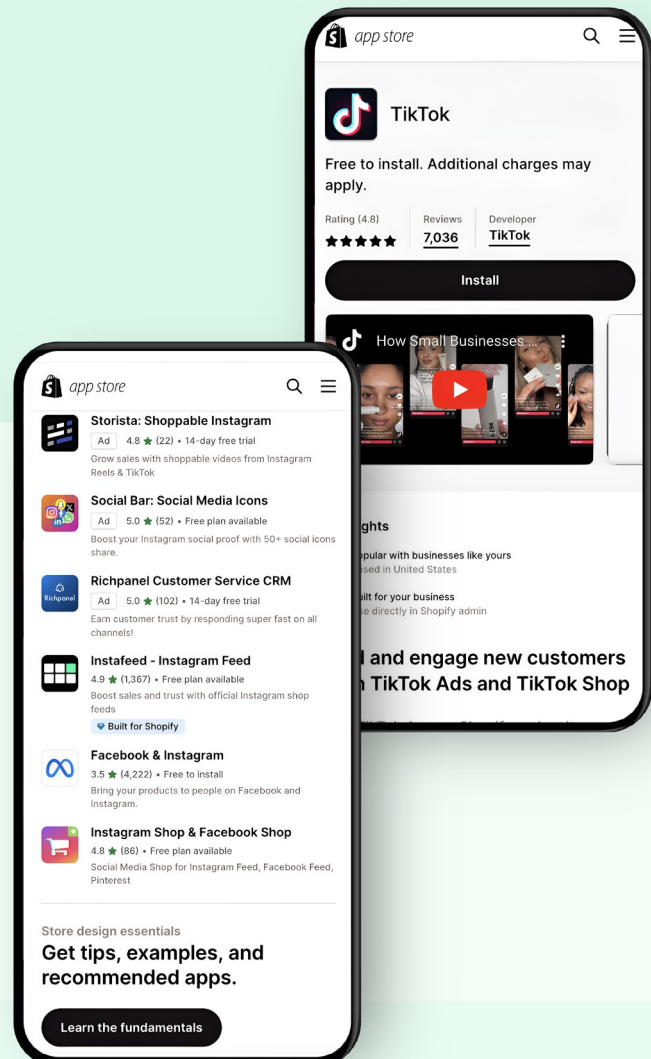 app store
TikTok
Free to install. Additional charges may
apply.
Rating (4.8)
Reviews
Developer
7,036
TikTok
Install
How Small Businesses ...
ghts
opular with businesses like yours
sed in United States
uilt for your business
se directly in Shopify admin
d and engage new customers
TikTok Ads and TikTok Shop
app store
Storista: Shoppable Instagram
Ad 4.8 ★ (22) • 14-day free trial
Grow sales with shoppable videos from Instagram
Reels & TikTok
Social Bar: Social Media Icons
Ad 5.0 ★ (52) • Free plan available
Boost your Instagram social proof with 50+ social icons
share.
Richpanel
Richpanel Customer Service CRM
Ad 5.0 ★ (102) • 14-day free trial
Earn customer trust by responding super fast on all
channels!
Instafeed - Instagram Feed
4.9 ★ (1,367) • Free plan available
Boost sales and trust with official Instagram shop
feeds
Built for Shopify
Facebook & Instagram
3.5 ★ (4,222) • Free to install
Bring your products to people on Facebook and
Instagram.
Instagram Shop & Facebook Shop
4.8 ★ (86) • Free plan available
Social Media Shop for Instagram Feed, Facebook Feed,
Pinterest
Store design essentials
Get tips, examples, and
recommended apps.
Learn the fundamentals